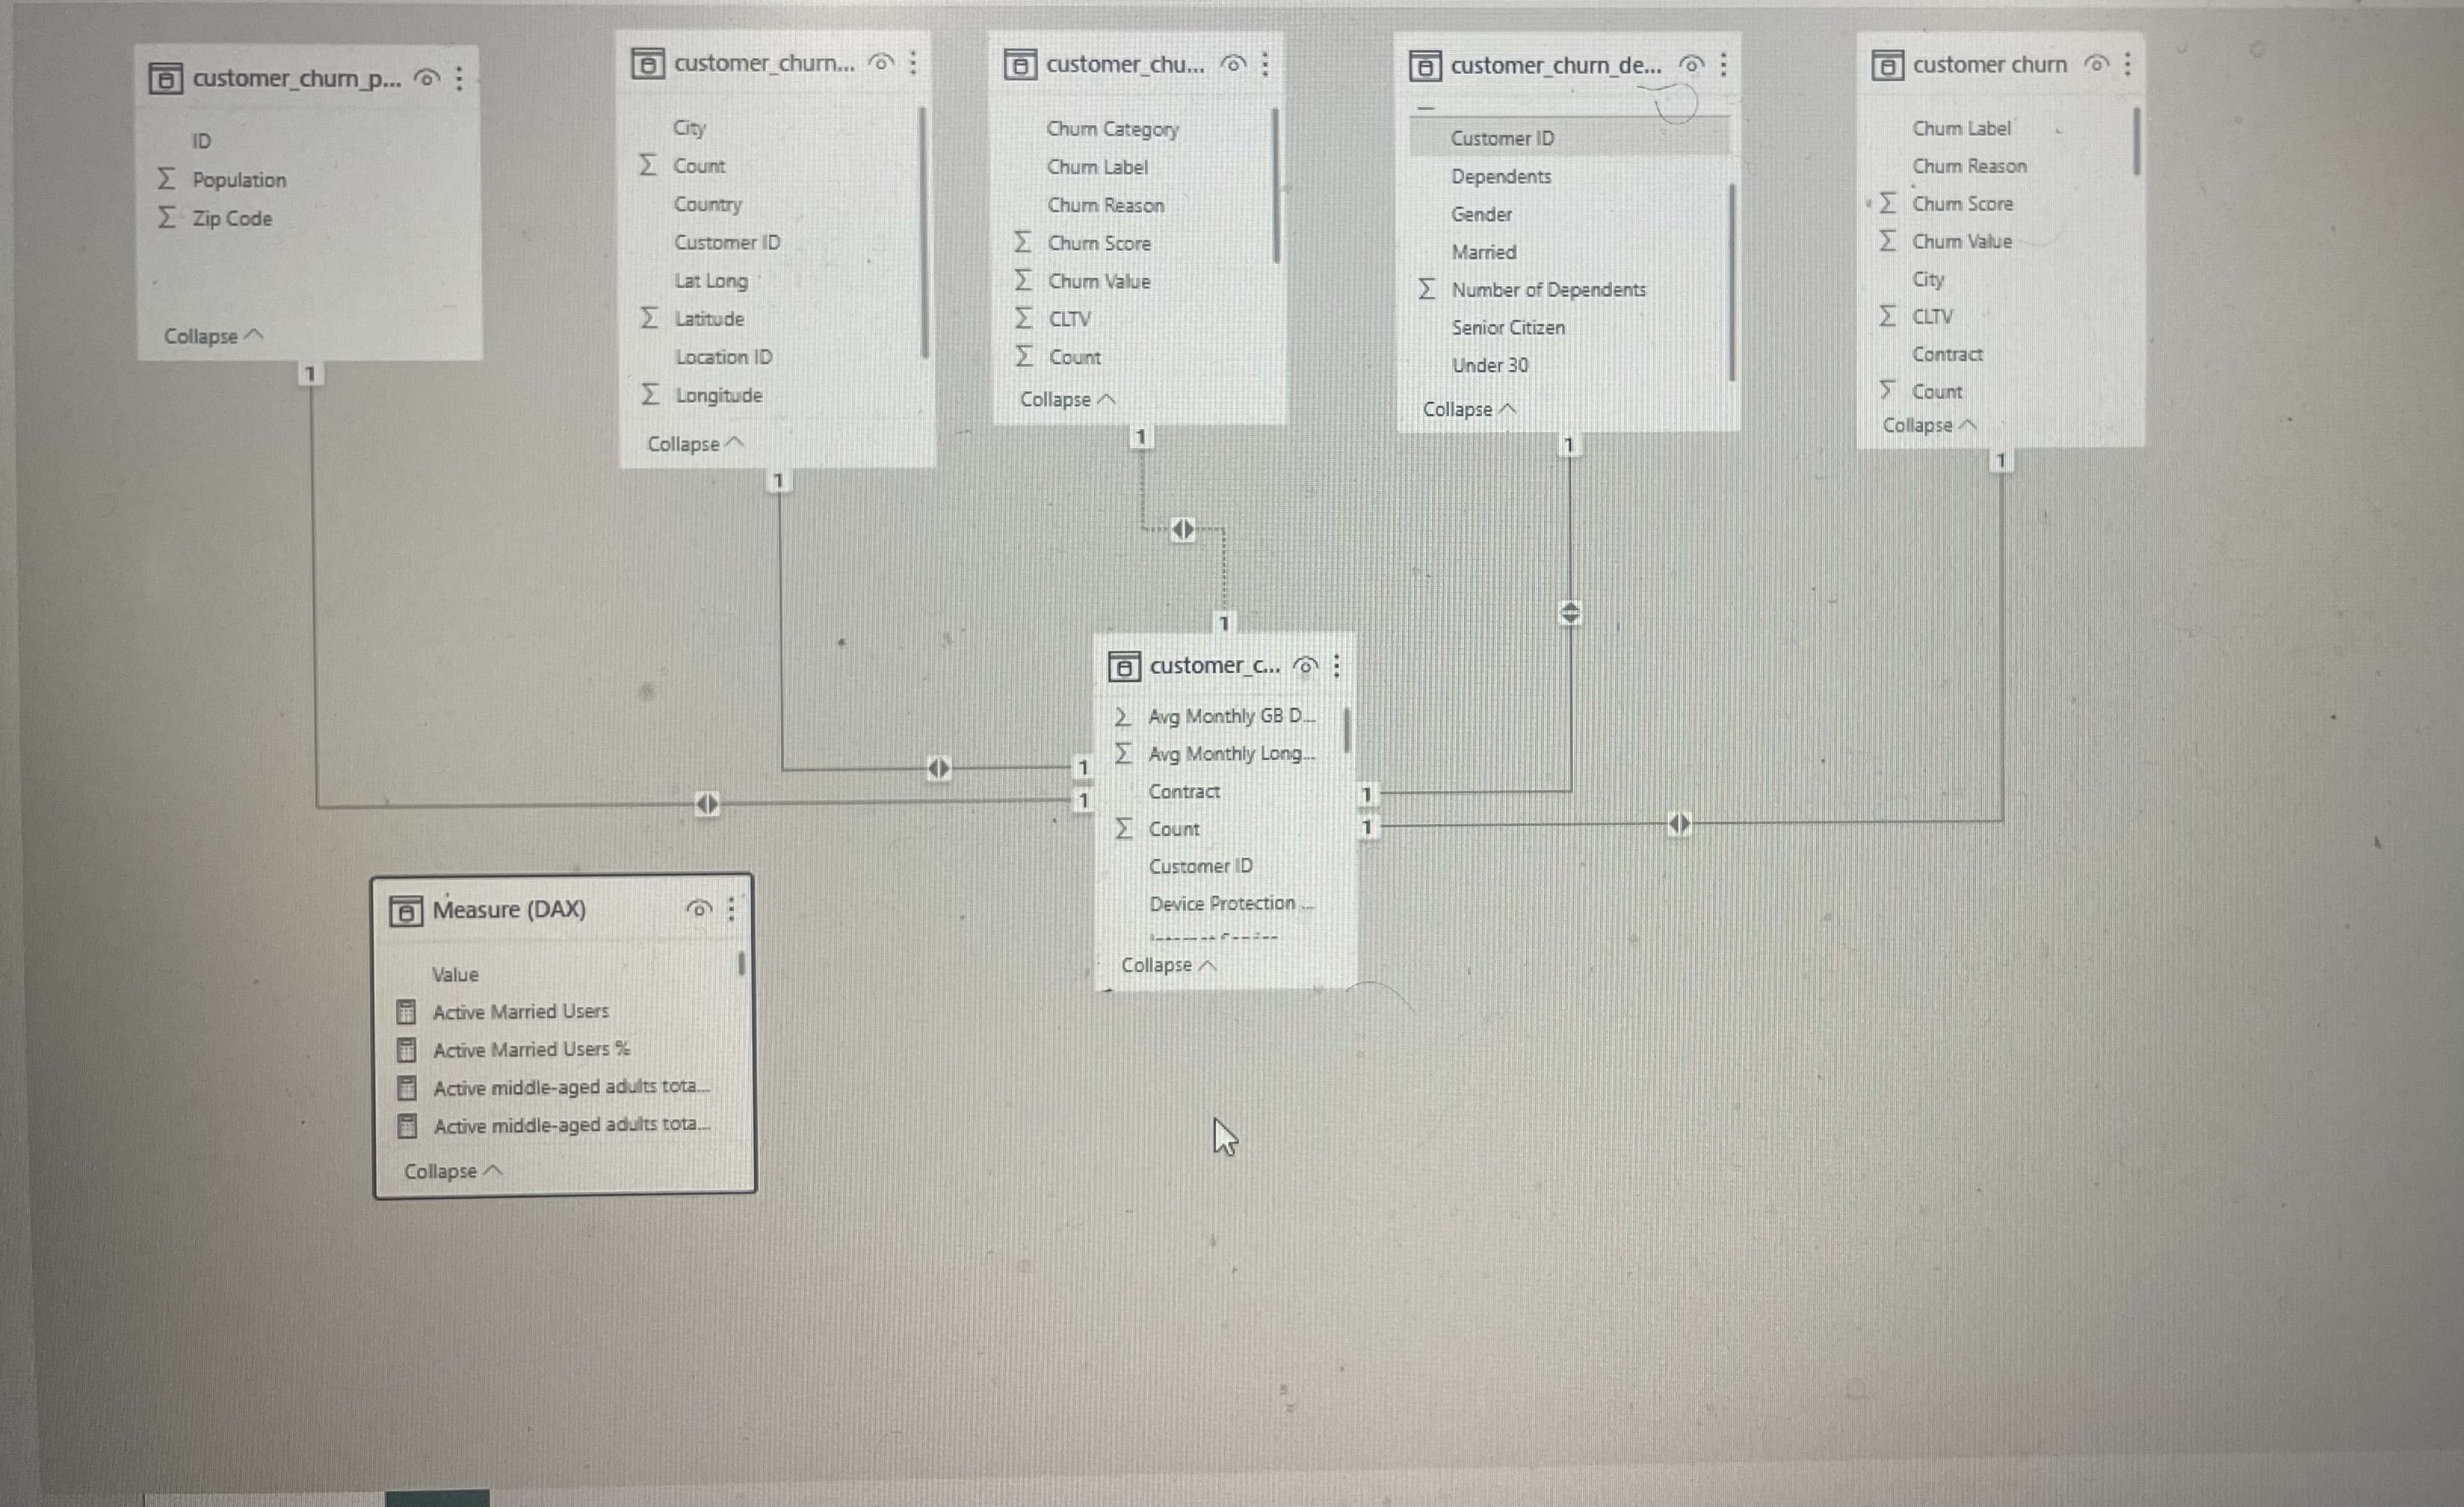 customer_churn_p...
ID
Σ Population
Σ Zip Code
Collapse
1
customer_churn...
City
Σ Count
Country
Customer ID
Lat Long
Σ Latitude
Location ID
Σ Longitude
Collapse
1
customer_chu...
Churn Category
Churn Label
Churn Reason
Σ Churn Score
Σ Churn Value
Σ CLTV
Σ Count
Collapse
1
customer_churn_de...
Customer ID
Dependents
Gender
Married
Σ Number of Dependents
Senior Citizen
Under 30
Collapse
1
customer churn
Churn Label
Churn Reason
Σ Churn Score
Σ Churn Value
City
Σ CLTV
Contract
Σ Count
Collapse
1
1
customer_c...
Σ Avg Monthly GB D...
Σ Avg Monthly Long...
Contract
Σ Count
Customer ID
Device Protection ...
Collapse
1
1
1
1
Measure (DAX)
Value
Active Married Users
Active Married Users %
Active middle-aged adults tota...
Active middle-aged adults tota...
Collapse